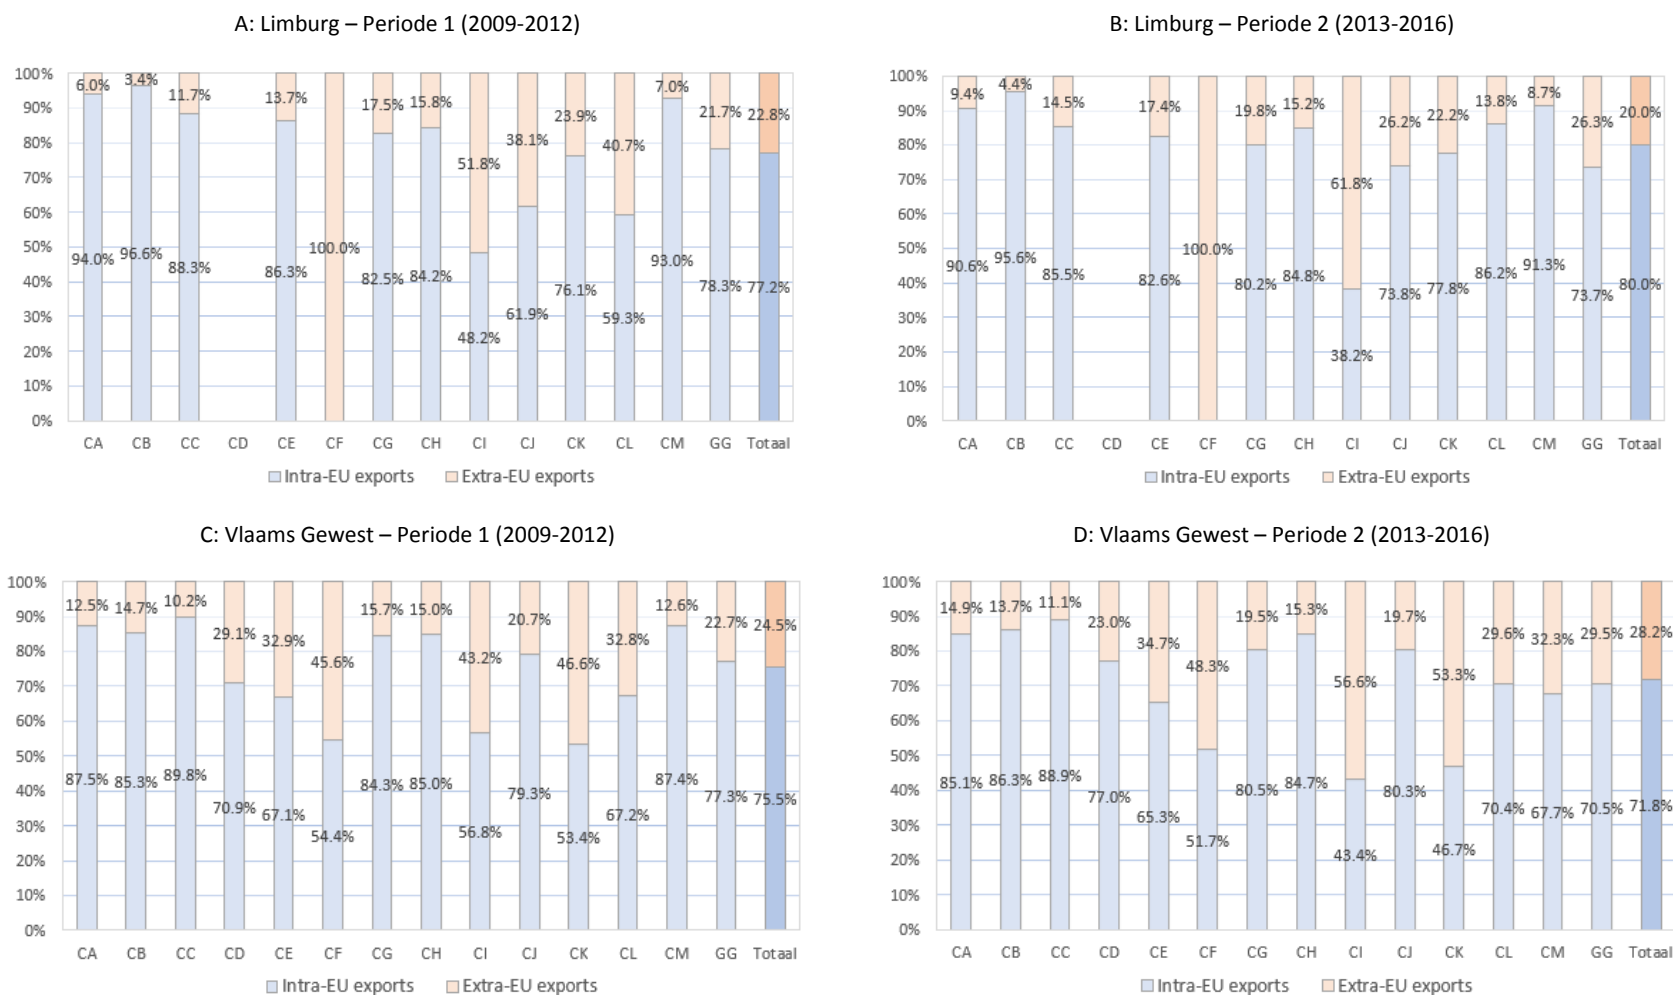 A: Limburg – Periode 1 (2009-2012)
100%
90%
80%
70%
60%
50%
40%
30%
20%
10%
0%
6.0% 3.4% 11.7% 13.7% 100.0% 17.5% 15.8% 51.8% 38.1% 23.9% 40.7% 7.0% 21.7% 22.8%
94.0% 96.6% 88.3% 86.3% 82.5% 84.2% 48.2% 61.9% 76.1% 59.3% 93.0% 78.3% 77.2%
CA CB CC CD CE CF CG CH CI CJ CK CL CM GG Totaal
Intra-EU exports Extra-EU exports
B: Limburg – Periode 2 (2013-2016)
100%
90%
80%
70%
60%
50%
40%
30%
20%
10%
0%
9.4% 4.4% 14.5% 17.4% 100.0% 19.8% 15.2% 61.8% 26.2% 22.2% 13.8% 8.7% 26.3% 20.0%
90.6% 95.6% 85.5% 82.6% 80.2% 84.8% 38.2% 73.8% 77.8% 86.2% 91.3% 73.7% 80.0%
CA CB CC CD CE CF CG CH CI CJ CK CL CM GG Totaal
Intra-EU exports Extra-EU exports
C: Vlaams Gewest – Periode 1 (2009-2012)
100%
90%
80%
70%
60%
50%
40%
30%
20%
10%
0%
12.5% 14.7% 10.2% 29.1% 32.9% 45.6% 15.7% 15.0% 43.2% 20.7% 46.6% 32.8% 12.6% 22.7% 24.5%
87.5% 85.3% 89.8% 70.9% 67.1% 54.4% 84.3% 85.0% 56.8% 79.3% 53.4% 67.2% 87.4% 77.3% 75.5%
CA CB CC CD CE CF CG CH CI CJ CK CL CM GG Totaal
Intra-EU exports Extra-EU exports
D: Vlaams Gewest – Periode 2 (2013-2016)
100%
90%
80%
70%
60%
50%
40%
30%
20%
10%
0%
14.9% 13.7% 11.1% 23.0% 34.7% 48.3% 19.5% 15.3% 56.6% 19.7% 53.3% 29.6% 32.3% 29.5% 28.2%
85.1% 86.3% 88.9% 77.0% 65.3% 51.7% 80.5% 84.7% 43.4% 80.3% 46.7% 70.4% 67.7% 70.5% 71.8%
CA CB CC CD CE CF CG CH CI CJ CK CL CM GG Totaal
Intra-EU exports Extra-EU exports